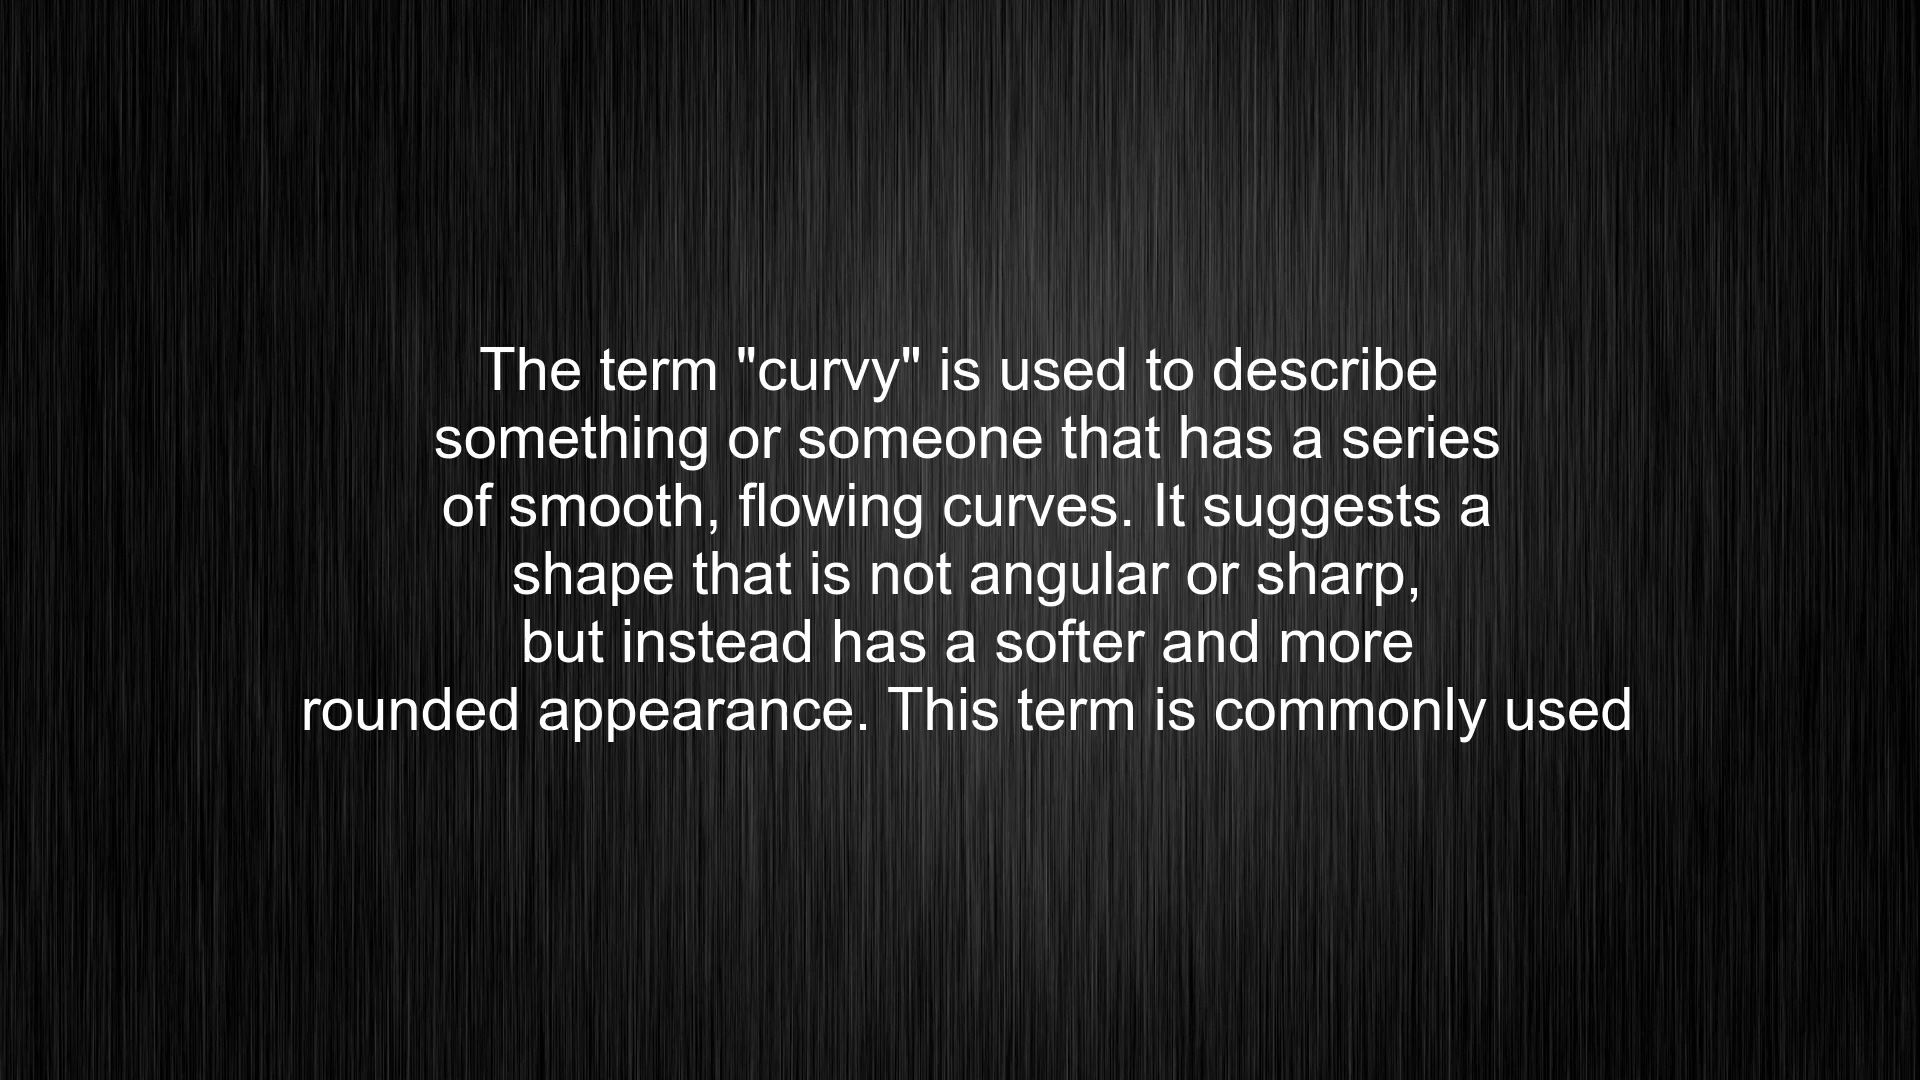 The term "curvy" is used to describe
something or someone that has a series
of smooth, flowing curves. It suggests a
shape that is not angular or sharp,
but instead has a softer and more
rounded appearance. This term is commonly used